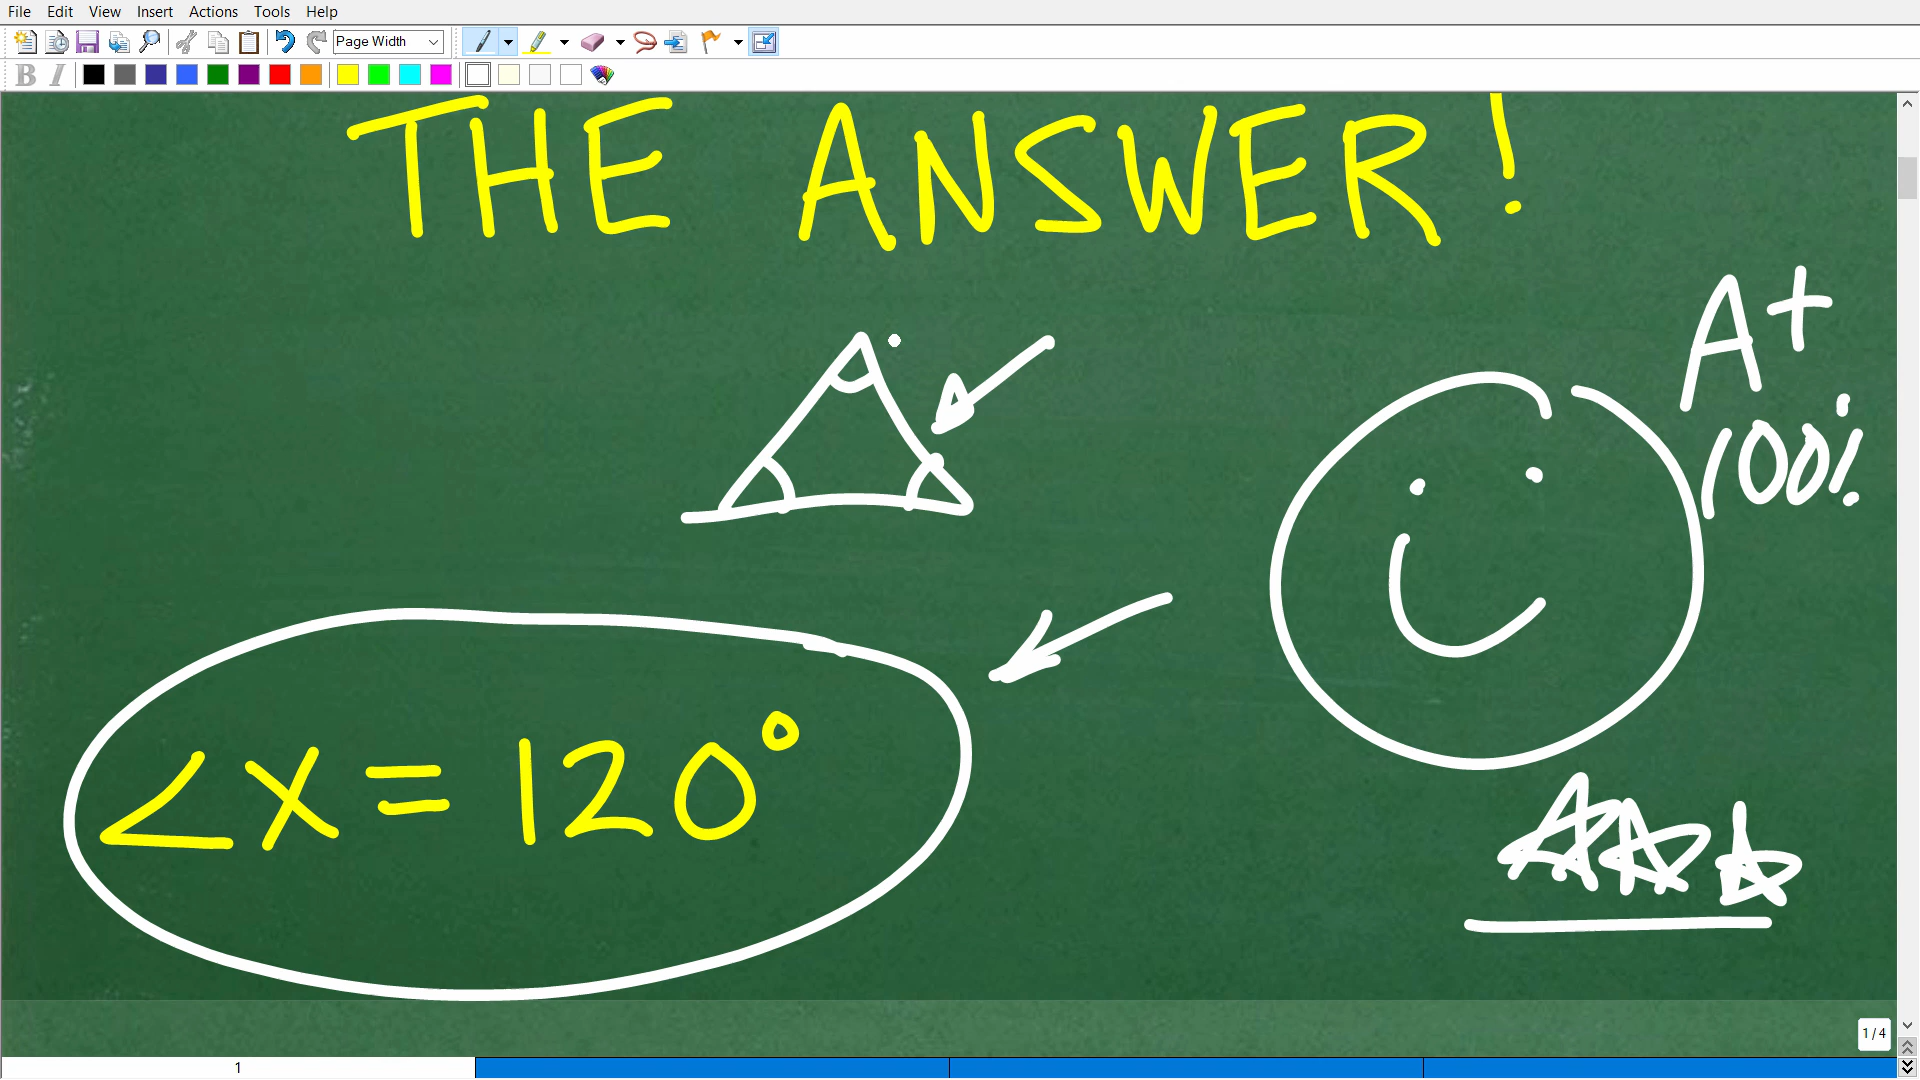 File Edit View Insert Actions Tools Help
Page Width
B I
THE ANSWER!
A+
100%
∠x = 120°
1 / 4
1